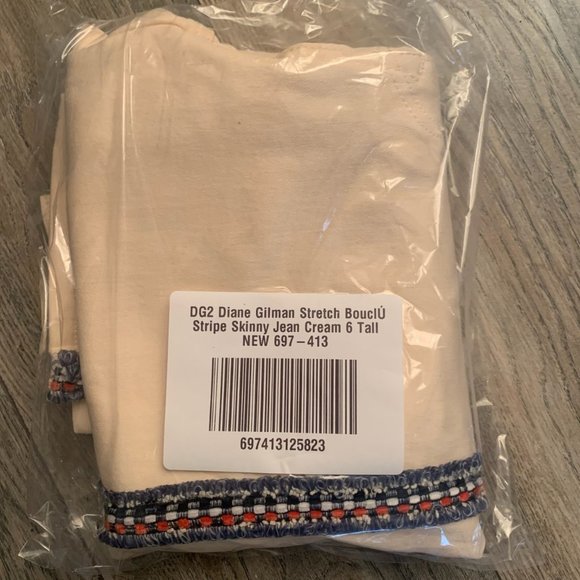 DG2 Diane Gilman Stretch BouclÚ
Stripe Skinny Jean Cream 6 Tall
NEW 697-413
697413125823